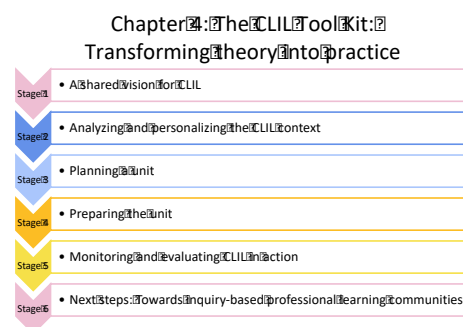 Chapter 4: The CLIL Tool Kit:
Transforming theory into practice
Stage 1
• A shared vision for CLIL
Stage 2
• Analyzing and personalizing the CLIL context
Stage 3
• Planning a unit
Stage 4
• Preparing the unit
Stage 5
• Monitoring and evaluating CLIL in action
Stage 6
• Next steps: Towards inquiry-based professional learning communities